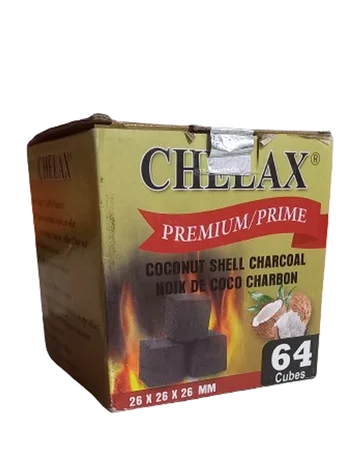 CHELAX®
PREMIUM/PRIME
COCONUT SHELL CHARCOAL
NOIX DE COCO CHARBON
64
Cubes
26 X 26 X 26 MM
CHELAX